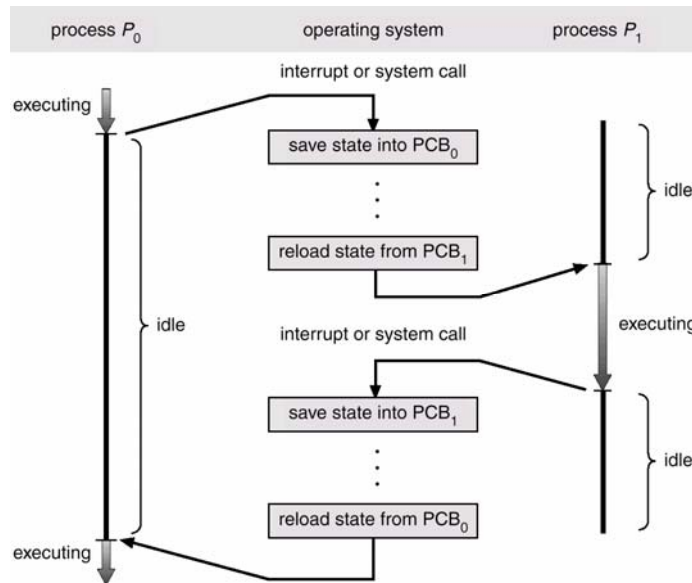 process P0
operating system
process P1
interrupt or system call
executing
save state into PCB0
idle
reload state from PCB1
idle
executing
interrupt or system call
save state into PCB1
idle
reload state from PCB0
executing